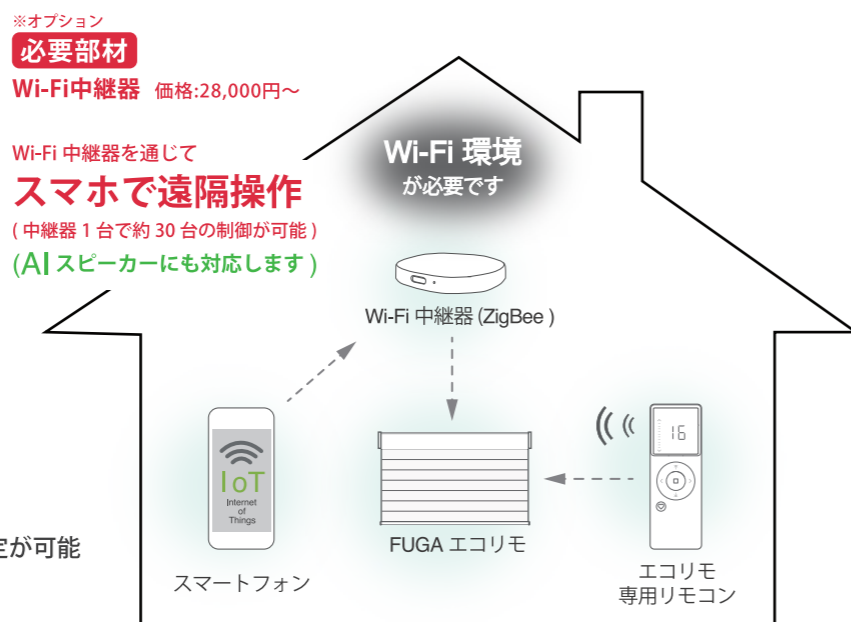 ※オプション
必要部材
Wi-Fi中継器 価格:28,000円〜
Wi-Fi 中継器を通じて
スマホで遠隔操作
( 中継器 1 台で約 30 台の制御が可能 )
(AI スピーカーにも対応します )
Wi-Fi 環境
が必要です
Wi-Fi 中継器 (ZigBee )
IoT
Internet
of
Things
スマートフォン
FUGA エコリモ
16
エコリモ
専用リモコン
定が可能